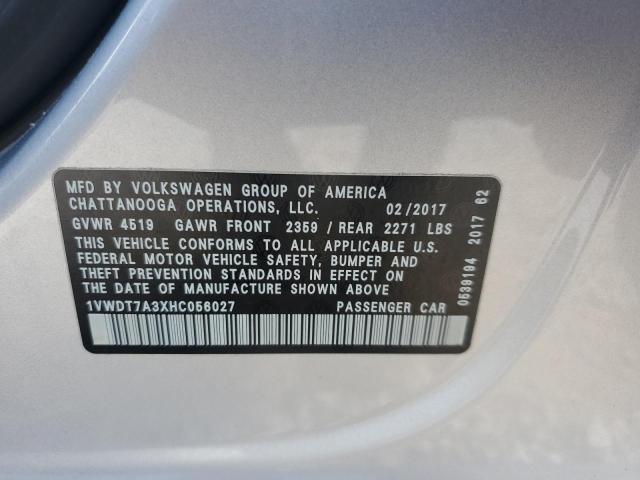 MFD BY VOLKSWAGEN GROUP OF AMERICA
CHATTANOOGA OPERATIONS, LLC. 02/2017
GVWR 4519 GAWR FRONT 2359 / REAR 2271 LBS
THIS VEHICLE CONFORMS TO ALL APPLICABLE U.S.
FEDERAL MOTOR VEHICLE SAFETY, BUMPER AND
THEFT PREVENTION STANDARDS IN EFFECT ON
THE DATE OF MANUFACTURE SHOWN ABOVE
1VWDT7A3XHC056027 PASSENGER CAR
0539194 2017 62